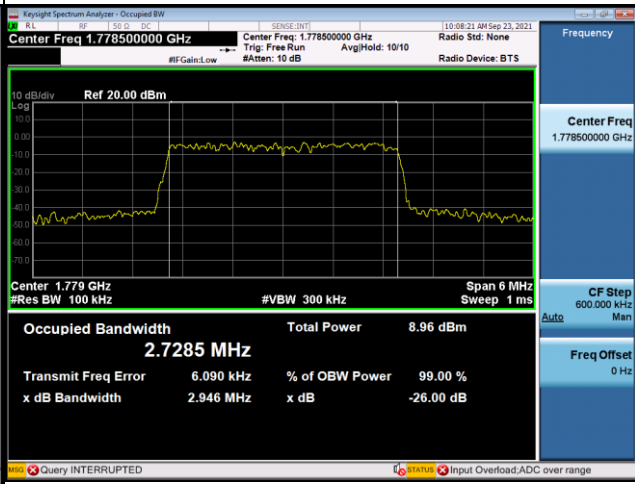 Keysight Spectrum Analyzer - Occupied BW
RL RF 50 Ω DC SENSE:INT 10:08:21 AM Sep 23, 2021
Center Freq 1.778500000 GHz Center Freq: 1.778500000 GHz Radio Std: None Frequency
Trig: Free Run Avg|Hold: 10/10
#IFGain:Low #Atten: 10 dB Radio Device: BTS
10 dB/div Ref 20.00 dBm
Log
10.0
0.00
-10.0
-20.0
-30.0
-40.0
-50.0
-60.0
-70.0
Center 1.779 GHz Span 6 MHz
#Res BW 100 kHz #VBW 300 kHz Sweep 1 ms
Occupied Bandwidth Total Power 8.96 dBm
2.7285 MHz
Transmit Freq Error 6.090 kHz % of OBW Power 99.00 %
x dB Bandwidth 2.946 MHz x dB -26.00 dB
Center Freq
1.778500000 GHz
CF Step
600.000 kHz
Auto Man
Freq Offset
0 Hz
MSG Query INTERRUPTED STATUS Input Overload;ADC over range